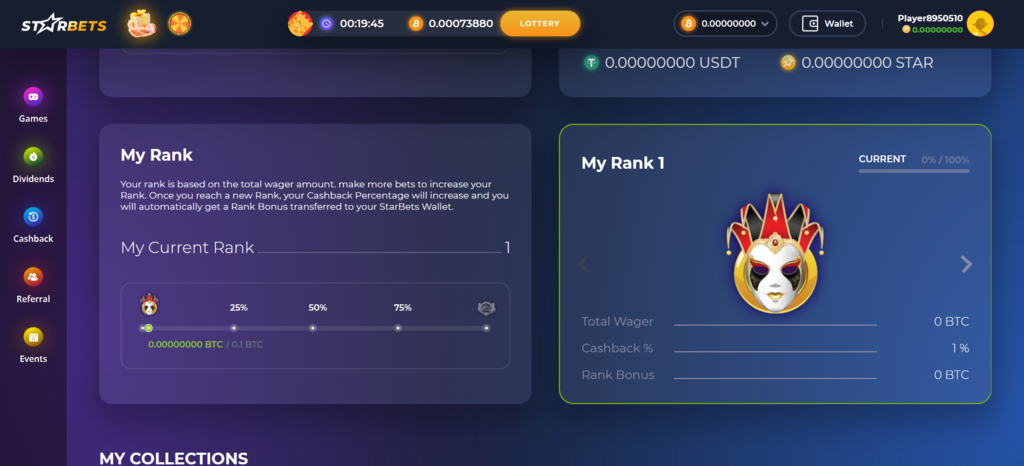 STARBETS
00:19:45
0.00073880
LOTTERY
0.00000000
Wallet
Player8950510
0.00000000
0.00000000 USDT
0.00000000 STAR
Games
Dividends
Cashback
Referral
Events
My Rank
Your rank is based on the total wager amount. make more bets to increase your
Rank. Once you reach a new Rank, your Cashback Percentage will increase and you
will automatically get a Rank Bonus transferred to your StarBets Wallet.
My Current Rank 1
25% 50% 75%
0.00000000 BTC / 0.1 BTC
My Rank 1
CURRENT 0% / 100%
Total Wager 0 BTC
Cashback % 1 %
Rank Bonus 0 BTC
MY COLLECTIONS